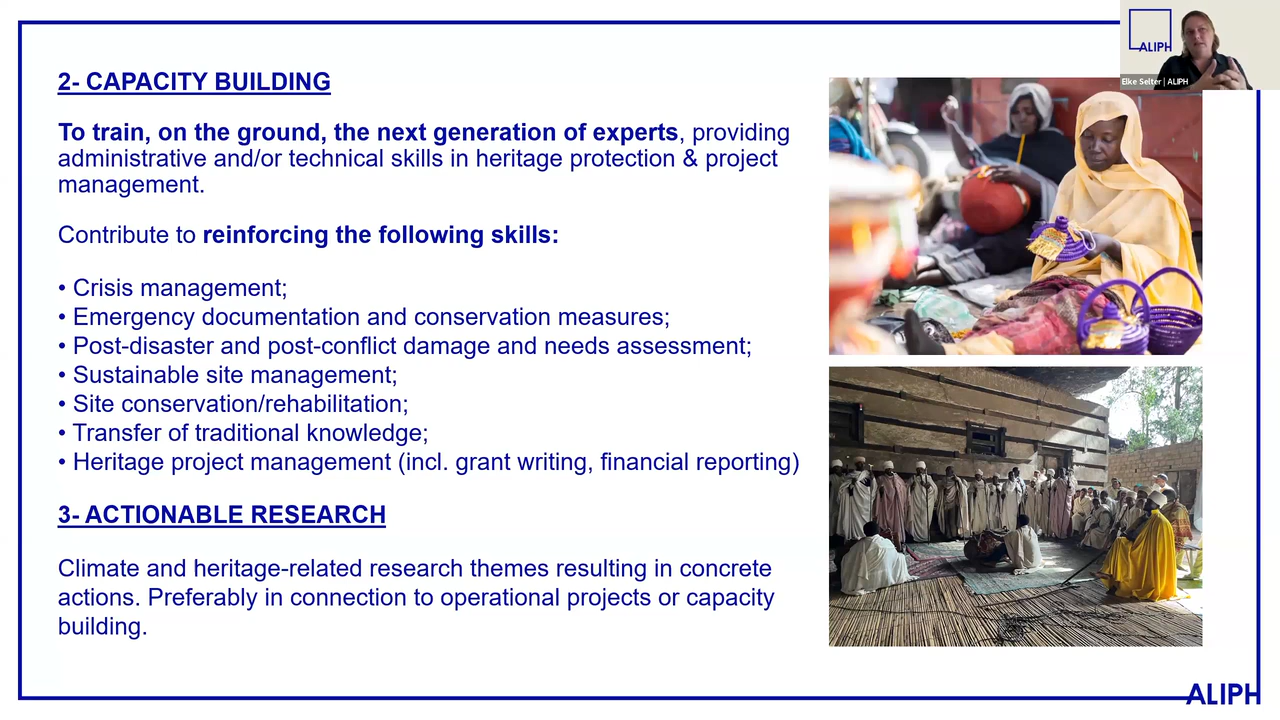 2- CAPACITY BUILDING
To train, on the ground, the next generation of experts, providing
administrative and/or technical skills in heritage protection & project
management.
Contribute to reinforcing the following skills:
• Crisis management;
• Emergency documentation and conservation measures;
• Post-disaster and post-conflict damage and needs assessment;
• Sustainable site management;
• Site conservation/rehabilitation;
• Transfer of traditional knowledge;
• Heritage project management (incl. grant writing, financial reporting)
3- ACTIONABLE RESEARCH
Climate and heritage-related research themes resulting in concrete
actions. Preferably in connection to operational projects or capacity
building.
ALIPH
Elke Selter | ALIPH
ALIPH